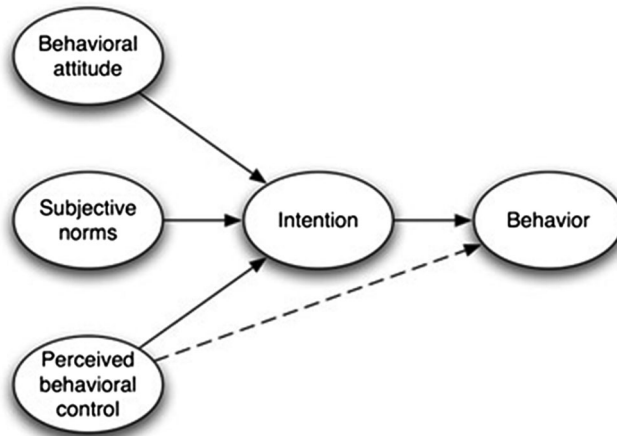 Behavioral
attitude
Subjective
norms
Intention
Behavior
Perceived
behavioral
control